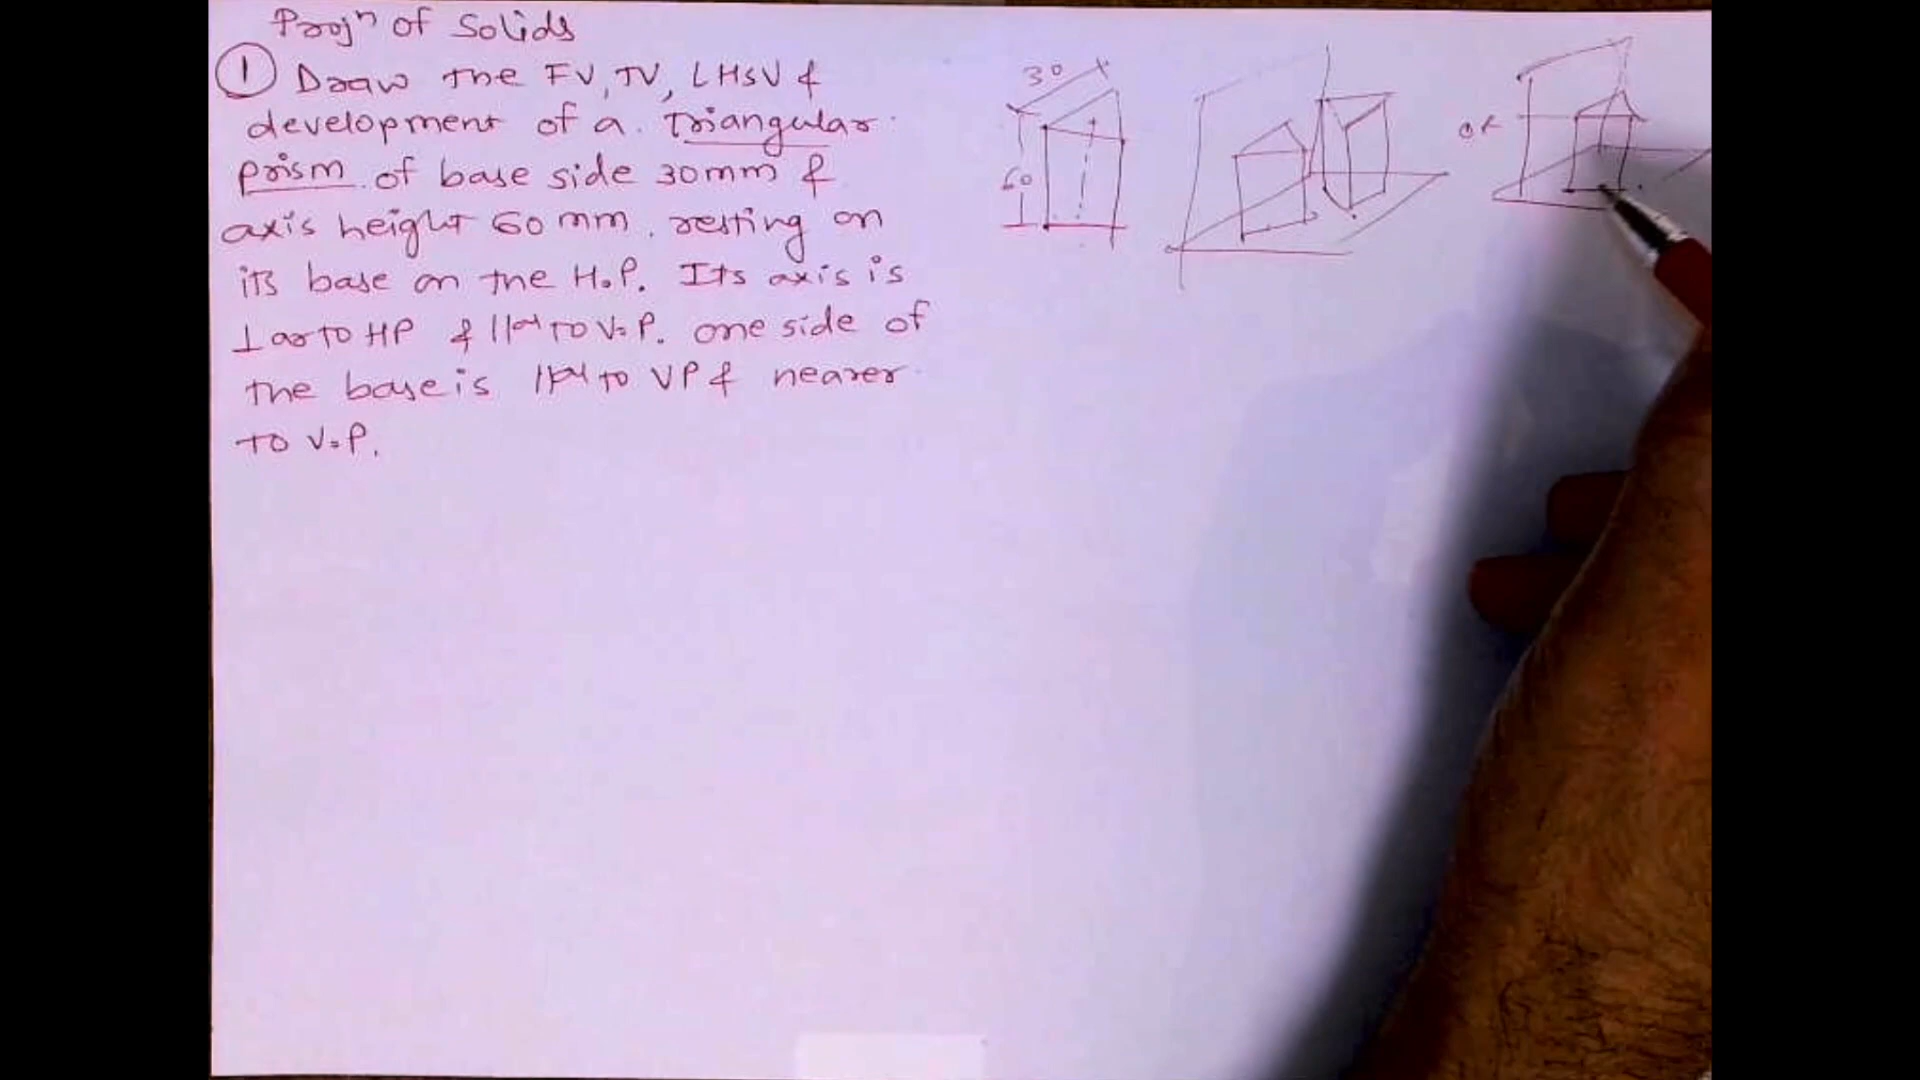 Projⁿ of Solids
① Draw the FV, TV, LHSV &
development of a Triangular
prism of base side 30mm &
axis height 60 mm, resting on
its base on the H.P. Its axis is
⊥ar to HP & ||el to V.P. one side of
the base is ||el to VP & nearer
to V.P.
30
60
or